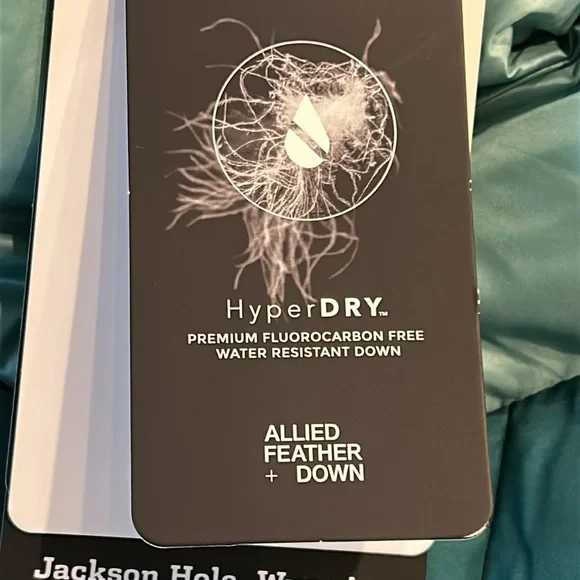 HyperDRY™
PREMIUM FLUOROCARBON FREE
WATER RESISTANT DOWN
ALLIED
FEATHER
+ DOWN
Jackson Hole,